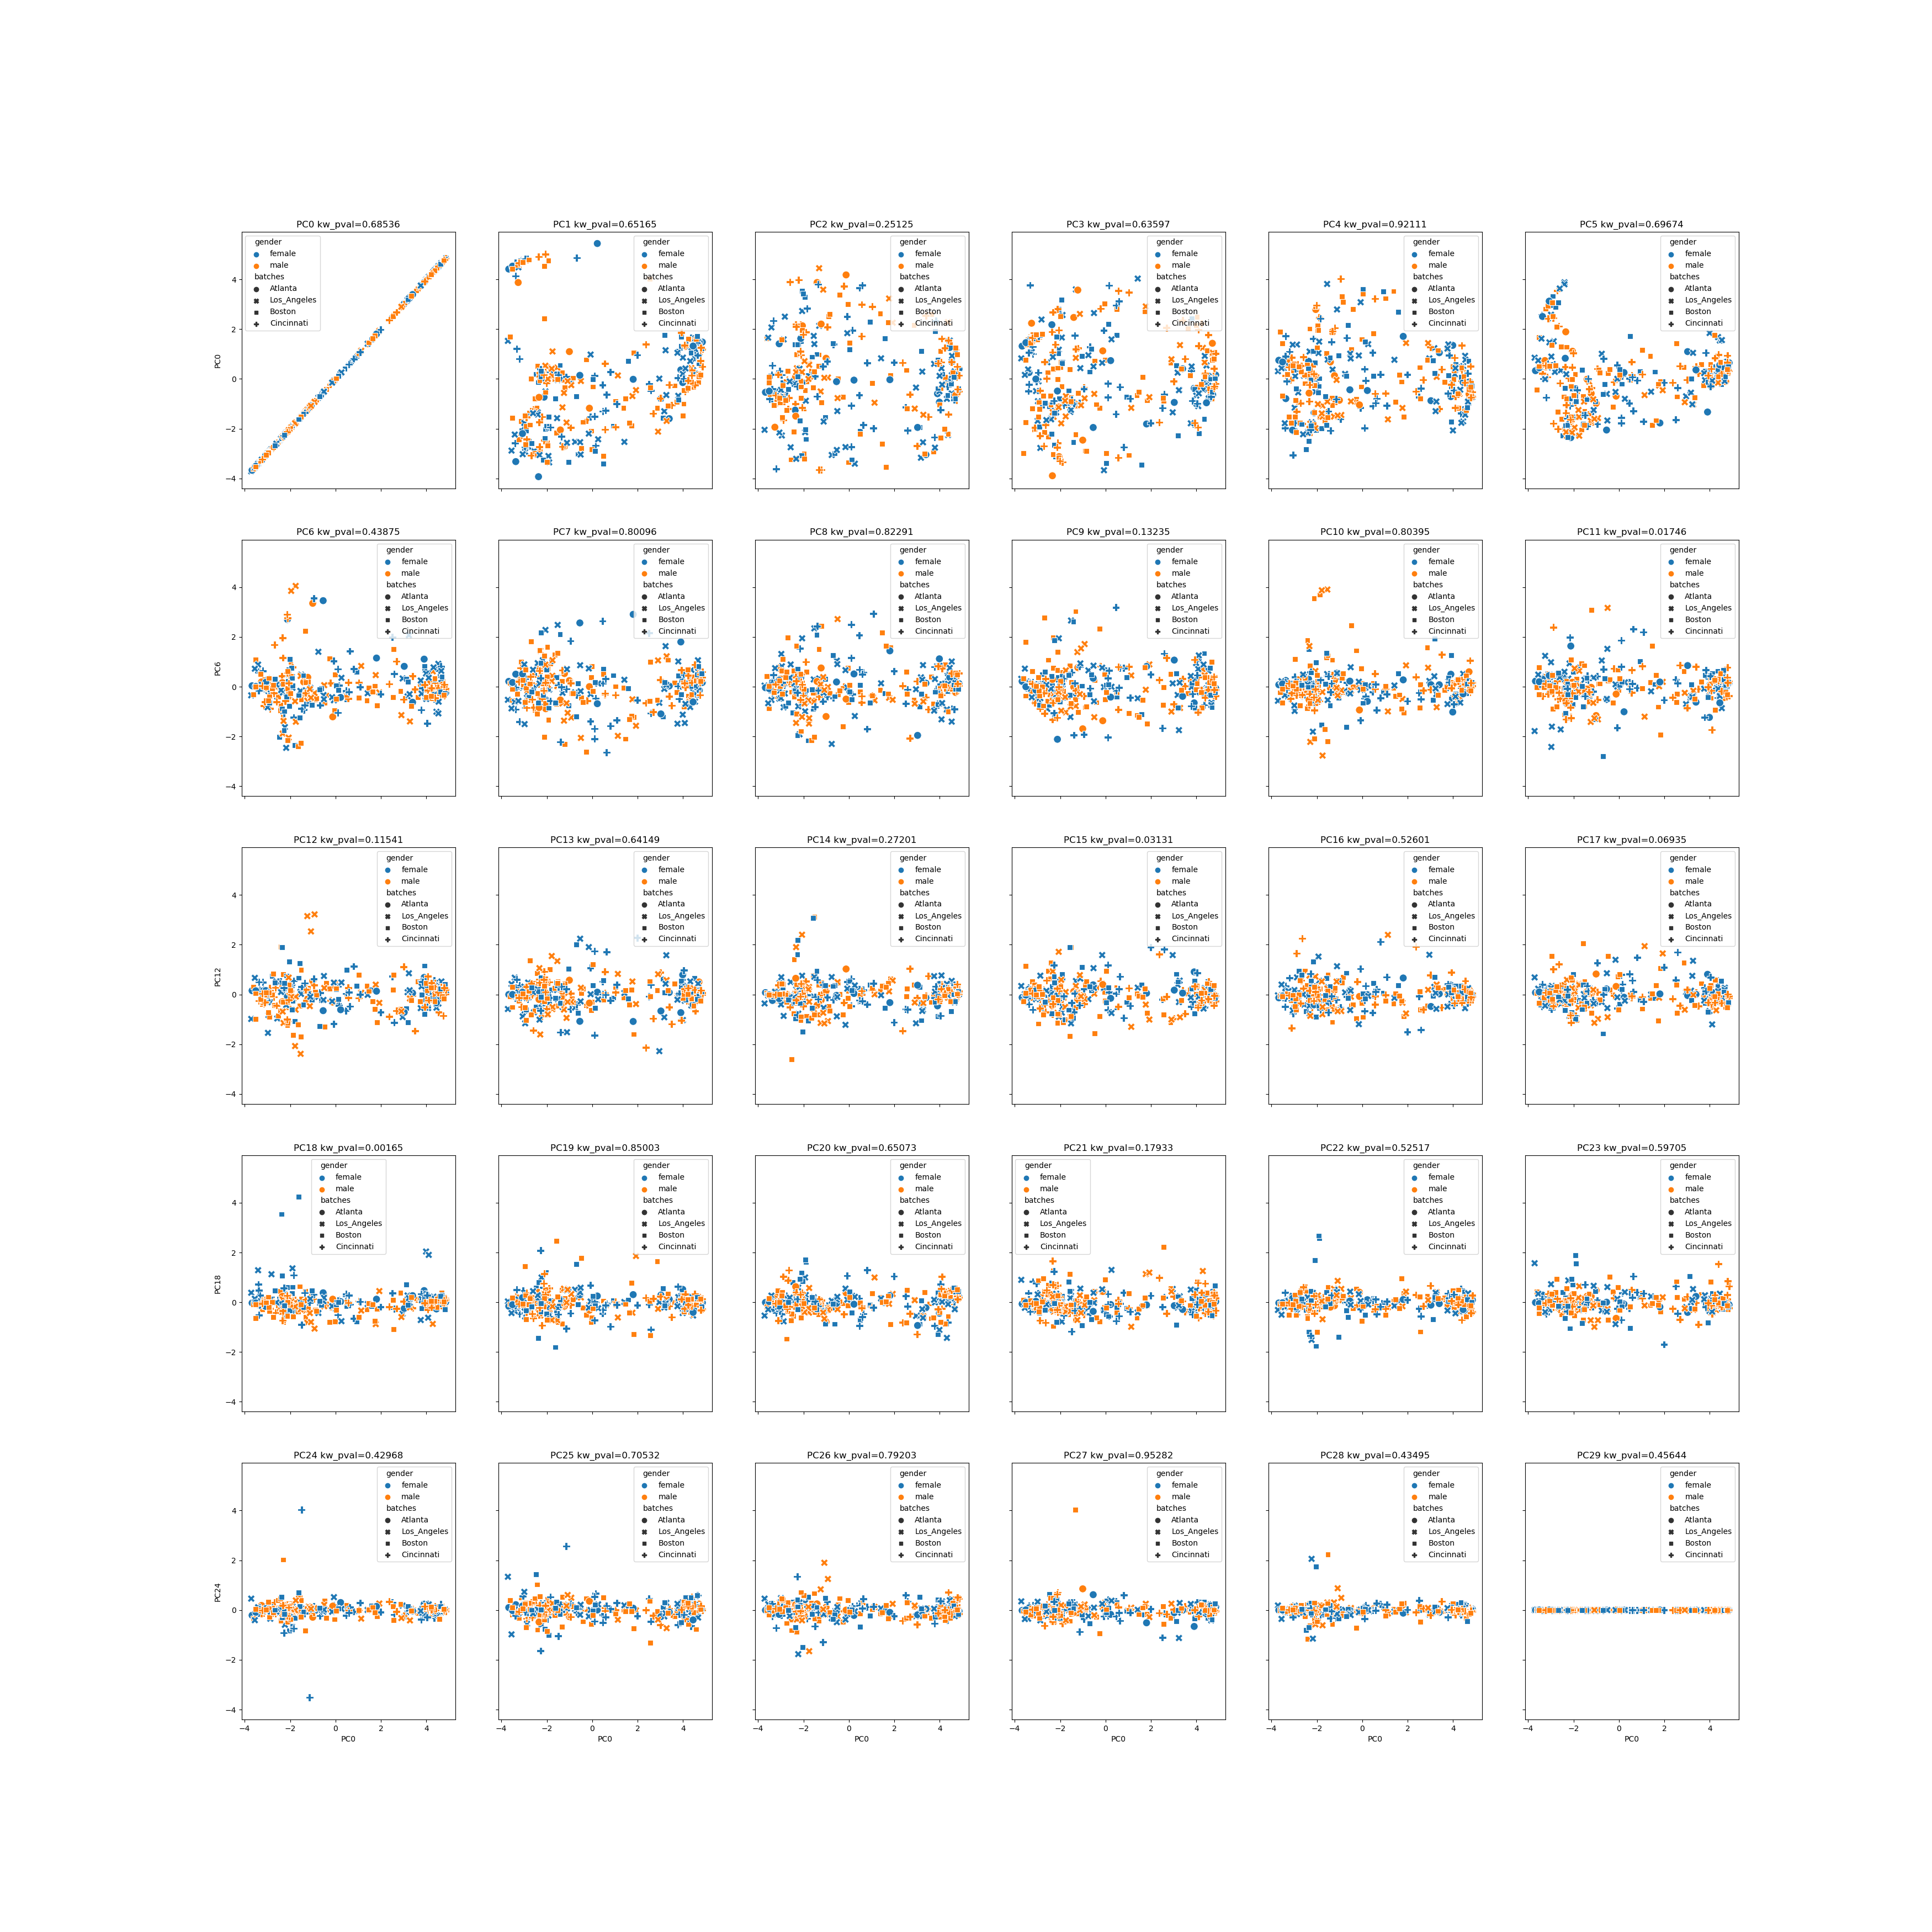 PC0 kw_pval=0.68536
PC1 kw_pval=0.65165
PC2 kw_pval=0.25125
PC3 kw_pval=0.63597
PC4 kw_pval=0.92111
PC5 kw_pval=0.69674
gender
female
male
batches
Atlanta
Los_Angeles
Boston
Cincinnati
gender
female
male
batches
Atlanta
Los_Angeles
Boston
Cincinnati
gender
female
male
batches
Atlanta
Los_Angeles
Boston
Cincinnati
gender
female
male
batches
Atlanta
Los_Angeles
Boston
Cincinnati
gender
female
male
batches
Atlanta
Los_Angeles
Boston
Cincinnati
gender
female
male
batches
Atlanta
Los_Angeles
Boston
Cincinnati
4
2
0
−2
−4
PC0
PC6 kw_pval=0.43875
PC7 kw_pval=0.80096
PC8 kw_pval=0.82291
PC9 kw_pval=0.13235
PC10 kw_pval=0.80395
PC11 kw_pval=0.01746
gender
female
male
batches
Atlanta
Los_Angeles
Boston
Cincinnati
gender
female
male
batches
Atlanta
Los_Angeles
Boston
Cincinnati
gender
female
male
batches
Atlanta
Los_Angeles
Boston
Cincinnati
gender
female
male
batches
Atlanta
Los_Angeles
Boston
Cincinnati
gender
female
male
batches
Atlanta
Los_Angeles
Boston
Cincinnati
gender
female
male
batches
Atlanta
Los_Angeles
Boston
Cincinnati
4
2
0
−2
−4
PC6
PC12 kw_pval=0.11541
PC13 kw_pval=0.64149
PC14 kw_pval=0.27201
PC15 kw_pval=0.03131
PC16 kw_pval=0.52601
PC17 kw_pval=0.06935
gender
female
male
batches
Atlanta
Los_Angeles
Boston
Cincinnati
gender
female
male
batches
Atlanta
Los_Angeles
Boston
Cincinnati
gender
female
male
batches
Atlanta
Los_Angeles
Boston
Cincinnati
gender
female
male
batches
Atlanta
Los_Angeles
Boston
Cincinnati
gender
female
male
batches
Atlanta
Los_Angeles
Boston
Cincinnati
gender
female
male
batches
Atlanta
Los_Angeles
Boston
Cincinnati
4
2
0
−2
−4
PC12
PC18 kw_pval=0.00165
PC19 kw_pval=0.85003
PC20 kw_pval=0.65073
PC21 kw_pval=0.17933
PC22 kw_pval=0.52517
PC23 kw_pval=0.59705
gender
female
male
batches
Atlanta
Los_Angeles
Boston
Cincinnati
gender
female
male
batches
Atlanta
Los_Angeles
Boston
Cincinnati
gender
female
male
batches
Atlanta
Los_Angeles
Boston
Cincinnati
gender
female
male
batches
Atlanta
Los_Angeles
Boston
Cincinnati
gender
female
male
batches
Atlanta
Los_Angeles
Boston
Cincinnati
gender
female
male
batches
Atlanta
Los_Angeles
Boston
Cincinnati
4
2
0
−2
−4
PC18
PC24 kw_pval=0.42968
PC25 kw_pval=0.70532
PC26 kw_pval=0.79203
PC27 kw_pval=0.95282
PC28 kw_pval=0.43495
PC29 kw_pval=0.45644
gender
female
male
batches
Atlanta
Los_Angeles
Boston
Cincinnati
gender
female
male
batches
Atlanta
Los_Angeles
Boston
Cincinnati
gender
female
male
batches
Atlanta
Los_Angeles
Boston
Cincinnati
gender
female
male
batches
Atlanta
Los_Angeles
Boston
Cincinnati
gender
female
male
batches
Atlanta
Los_Angeles
Boston
Cincinnati
gender
female
male
batches
Atlanta
Los_Angeles
Boston
Cincinnati
4
2
0
−2
−4
PC24
−4 −2 0 2 4
−4 −2 0 2 4
−4 −2 0 2 4
−4 −2 0 2 4
−4 −2 0 2 4
−4 −2 0 2 4
PC0
PC0
PC0
PC0
PC0
PC0